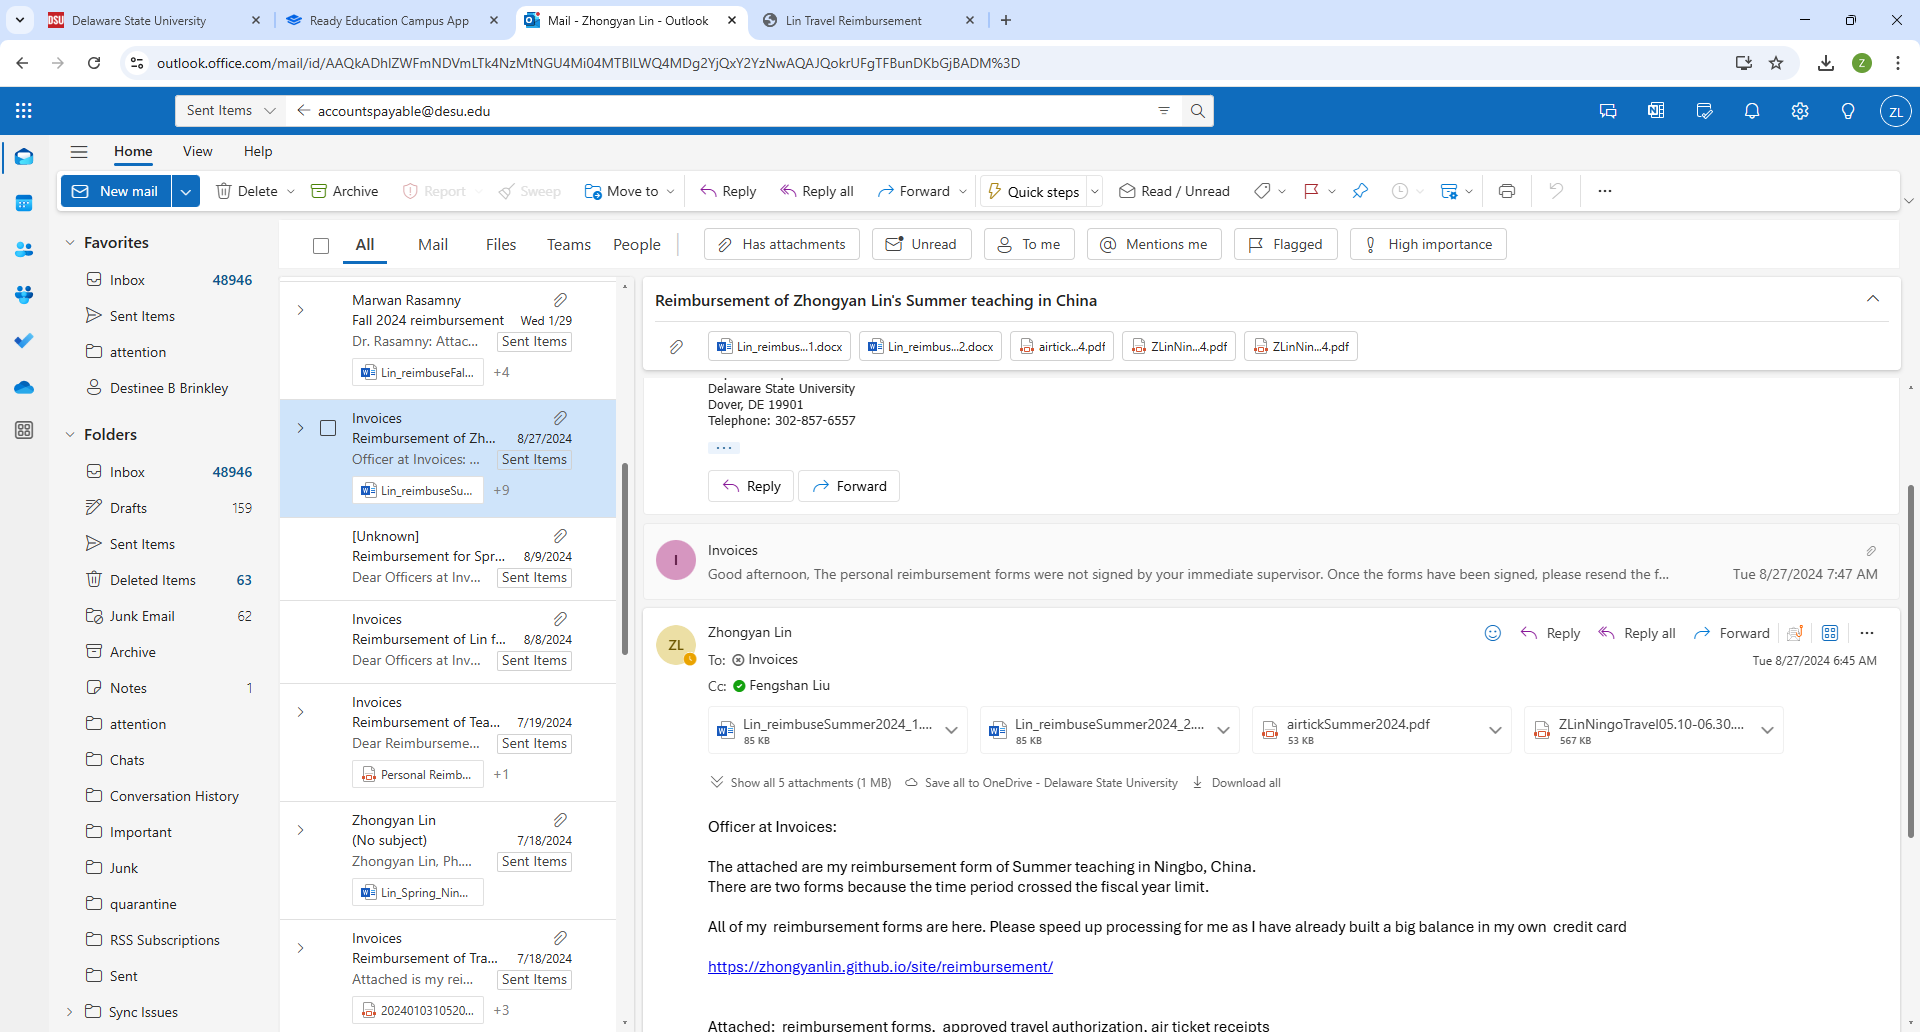 Delaware State University
Ready Education Campus App
Mail - Zhongyan Lin - Outlook
Lin Travel Reimbursement
outlook.office.com/mail/id/AAQkADhlZWFmNDVmLTk4NzMtNGU4Mi04MTBlLWQ4MDg2YjQxY2YzNwAQAJQokrUFgTFBunDKbGjBADM%3D
Z
Sent Items
accountspayable@desu.edu
ZL
Home
View
Help
New mail
Delete
Archive
Report
Sweep
Move to
Reply
Reply all
Forward
Quick steps
Read / Unread
Favorites
Inbox 48946
Sent Items
attention
Destinee B Brinkley
Folders
Inbox 48946
Drafts 159
Sent Items
Deleted Items 63
Junk Email 62
Archive
Notes 1
attention
Chats
Conversation History
Important
Junk
quarantine
RSS Subscriptions
Sent
Sync Issues
All
Mail
Files
Teams
People
Has attachments
Unread
To me
Mentions me
Flagged
High importance
Marwan Rasamny
Fall 2024 reimbursement Wed 1/29
Dr. Rasamny: Attac... Sent Items
Lin_reimbuseFal... +4
Invoices
Reimbursement of Zh... 8/27/2024
Officer at Invoices: ... Sent Items
Lin_reimbuseSu... +9
[Unknown]
Reimbursement for Spr... 8/9/2024
Dear Officers at Inv... Sent Items
Invoices
Reimbursement of Lin f... 8/8/2024
Dear Officers at Inv... Sent Items
Invoices
Reimbursement of Tea... 7/19/2024
Dear Reimburseme... Sent Items
Personal Reimb... +1
Zhongyan Lin
(No subject) 7/18/2024
Zhongyan Lin, Ph.... Sent Items
Lin_Spring_Nin...
Invoices
Reimbursement of Tra... 7/18/2024
Attached is my rei... Sent Items
2024010310520... +3
Reimbursement of Zhongyan Lin's Summer teaching in China
Lin_reimbus...1.docx
Lin_reimbus...2.docx
airtick...4.pdf
ZLinNin...4.pdf
ZLinNin...4.pdf
Delaware State University
Dover, DE 19901
Telephone: 302-857-6557
Reply
Forward
I
Invoices
Good afternoon, The personal reimbursement forms were not signed by your immediate supervisor. Once the forms have been signed, please resend the f... Tue 8/27/2024 7:47 AM
ZL
Zhongyan Lin
Reply
Reply all
Forward
To: Invoices
Tue 8/27/2024 6:45 AM
Cc: Fengshan Liu
Lin_reimbuseSummer2024_1....
85 KB
Lin_reimbuseSummer2024_2....
85 KB
airtickSummer2024.pdf
53 KB
ZLinNingoTravel05.10-06.30....
567 KB
Show all 5 attachments (1 MB)
Save all to OneDrive - Delaware State University
Download all
Officer at Invoices:
The attached are my reimbursement form of Summer teaching in Ningbo, China.
There are two forms because the time period crossed the fiscal year limit.
All of my reimbursement forms are here. Please speed up processing for me as I have already built a big balance in my own credit card
https://zhongyanlin.github.io/site/reimbursement/
Attached: reimbursement forms, approved travel authorization, air ticket receipts